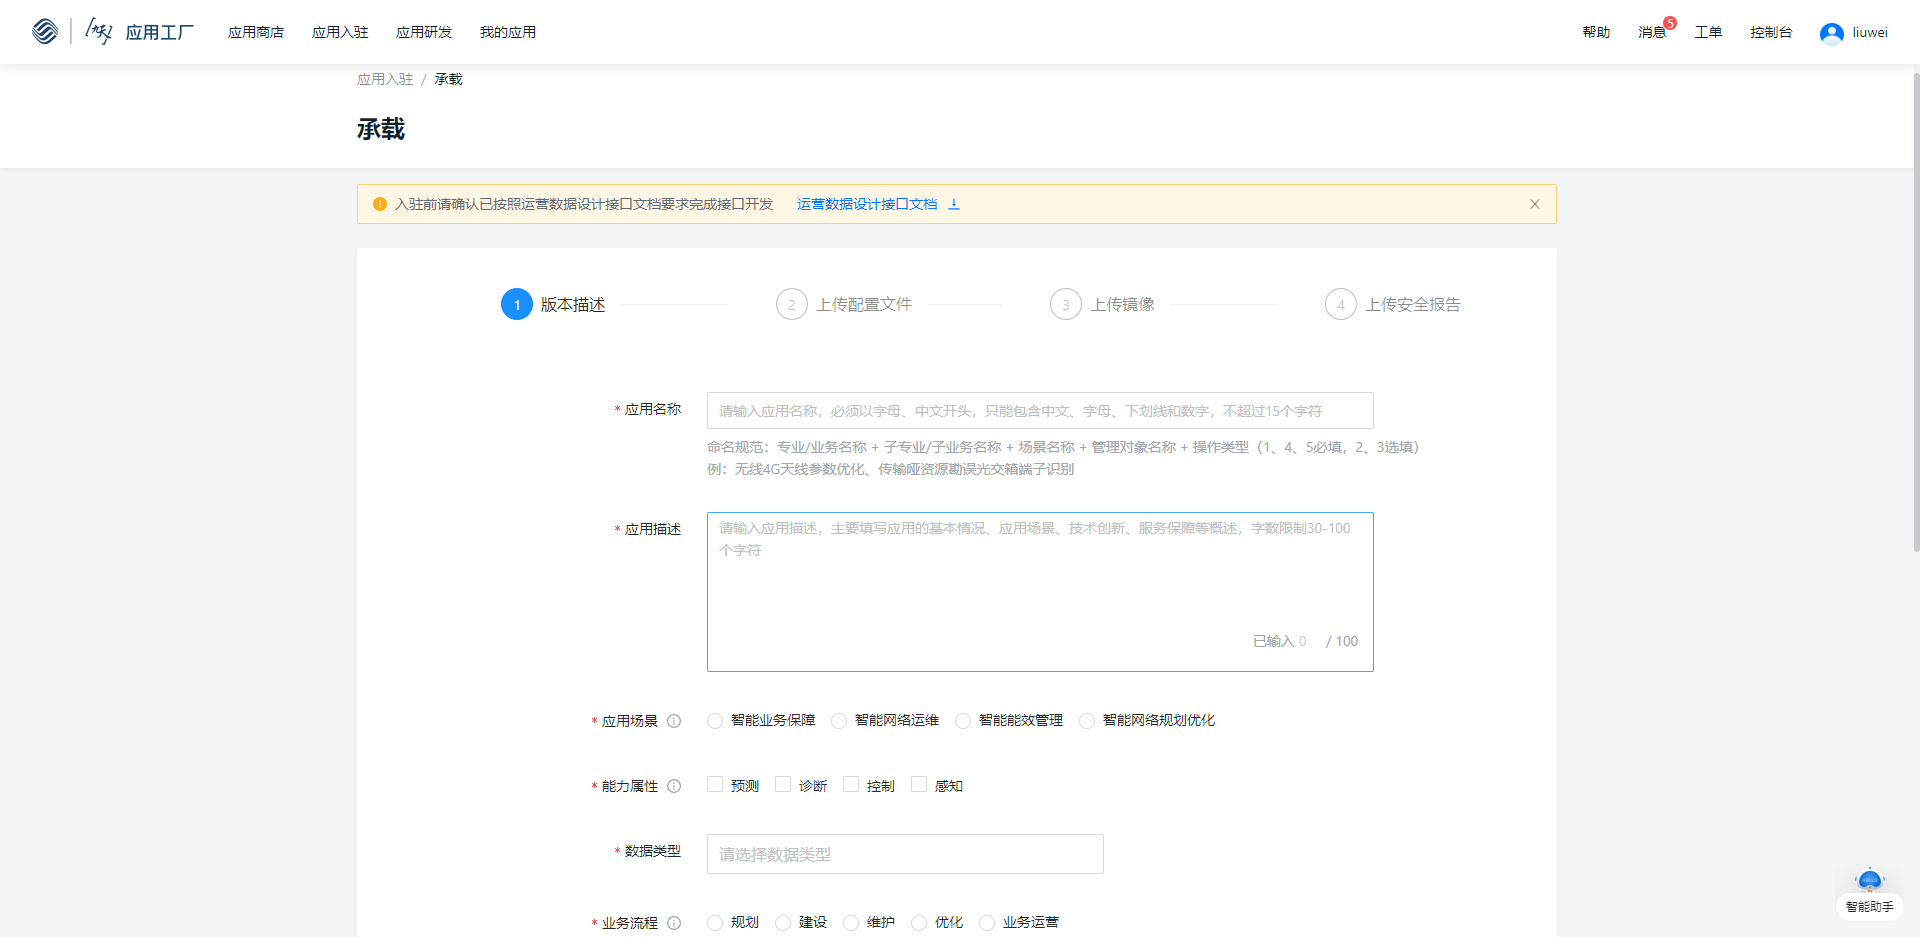 应用工厂 应用商店 应用入驻 应用研发 我的应用 帮助 消息 5 工单 控制台 liuwei
应用入驻 / 承载
承载
入驻前请确认已按照运营数据设计接口文档要求完成接口开发 运营数据设计接口文档
1 版本描述 2 上传配置文件 3 上传镜像 4 上传安全报告
* 应用名称 请输入应用名称，必须以字母、中文开头，只能包含中文、字母、下划线和数字，不超过15个字符
命名规范：专业/业务名称 + 子专业/子业务名称 + 场景名称 + 管理对象名称 + 操作类型（1、4、5必填，2、3选填）
例：无线4G天线参数优化、传输哑资源勘误光交箱端子识别
* 应用描述 请输入应用描述，主要填写应用的基本情况、应用场景、技术创新、服务保障等概述，字数限制30-100
个字符
已输入 0 / 100
* 应用场景 智能业务保障 智能网络运维 智能能效管理 智能网络规划优化
* 能力属性 预测 诊断 控制 感知
* 数据类型 请选择数据类型
* 业务流程 规划 建设 维护 优化 业务运营
智能助手